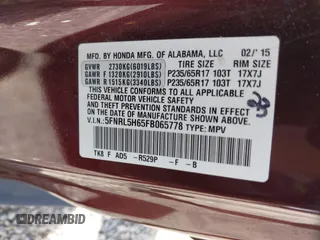 MFD. BY HONDA MFG. OF ALABAMA, LLC 02/'15
GVWR 2730KG(6019LBS) TIRE SIZE RIM SIZE
GAWR F 1320KG(2910LBS) P235/65R17 103T 17X7J
GAWR R 1515KG(3340LBS) P235/65R17 103T 17X7J
THIS VEHICLE CONFORMS TO ALL APPLICABLE
FEDERAL MOTOR VEHICLE SAFETY AND
THEFT PREVENTION STANDARDS IN EFFECT ON
THE DATE OF MANUFACTURE SHOWN ABOVE.
V.I.N.:5FNRL5H65FB065778 TYPE:MPV
TK8 F AD5 -R529P -F -B
DREAMBID